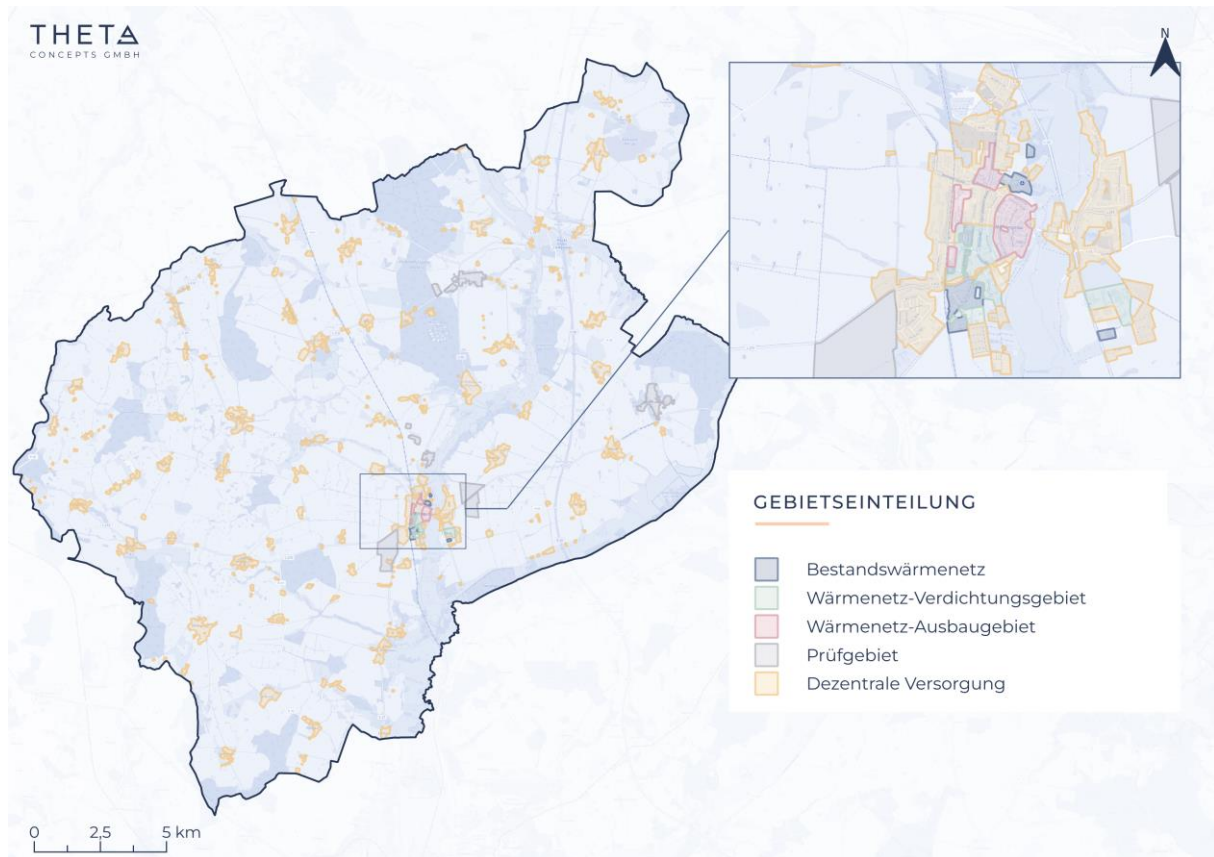 THETA
CONCEPTS GMBH
N
GEBIETSEINTEILUNG
Bestandswärmenetz
Wärmenetz-Verdichtungsgebiet
Wärmenetz-Ausbaugebiet
Prüfgebiet
Dezentrale Versorgung
0 2,5 5 km